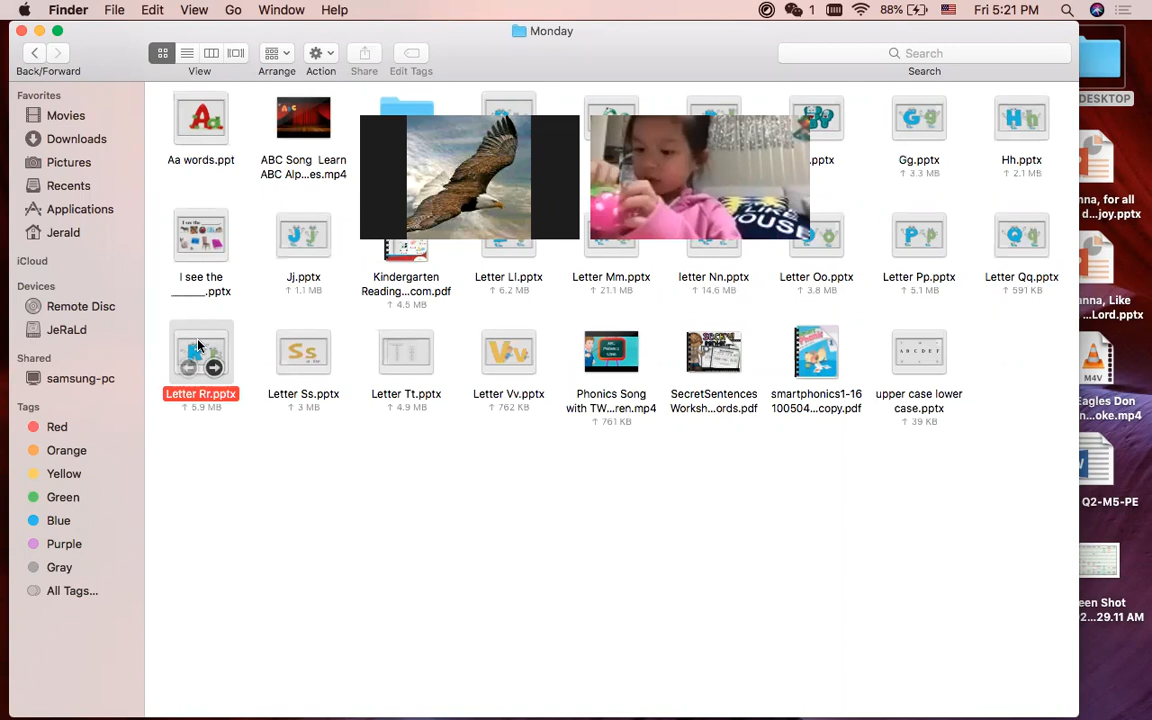 Finder File Edit View Go Window Help 1 88% Fri 5:21 PM
Monday
Search
Back/Forward View Arrange Action Share Edit Tags Search
Favorites
Movies
Downloads
Pictures
Recents
Applications
Jerald
iCloud
Devices
Remote Disc
JeRaLd
Shared
samsung-pc
Tags
Red
Orange
Yellow
Green
Blue
Purple
Gray
All Tags...
Aa words.ppt
ABC Song Learn
ABC Alp...es.mp4
.pptx
Gg.pptx
3.3 MB
Hh.pptx
2.1 MB
I see the
_______.pptx
Jj.pptx
1.1 MB
Kindergarten
Reading...com.pdf
4.5 MB
Letter Ll.pptx
6.2 MB
Letter Mm.pptx
21.1 MB
letter Nn.pptx
14.6 MB
Letter Oo.pptx
3.8 MB
Letter Pp.pptx
5.1 MB
Letter Qq.pptx
591 KB
Letter Rr.pptx
5.9 MB
Letter Ss.pptx
3 MB
Letter Tt.pptx
4.9 MB
Letter Vv.pptx
762 KB
Phonics Song
with TW...ren.mp4
761 KB
SecretSentences
Worksh...ords.pdf
smartphonics1-16
100504...copy.pdf
upper case lower
case.pptx
39 KB
DESKTOP
nna, for all
d...joy.pptx
anna, Like
...Lord.pptx
M4V
Eagles Don
...oke.mp4
Q2-M5-PE
een Shot
2...29.11 AM